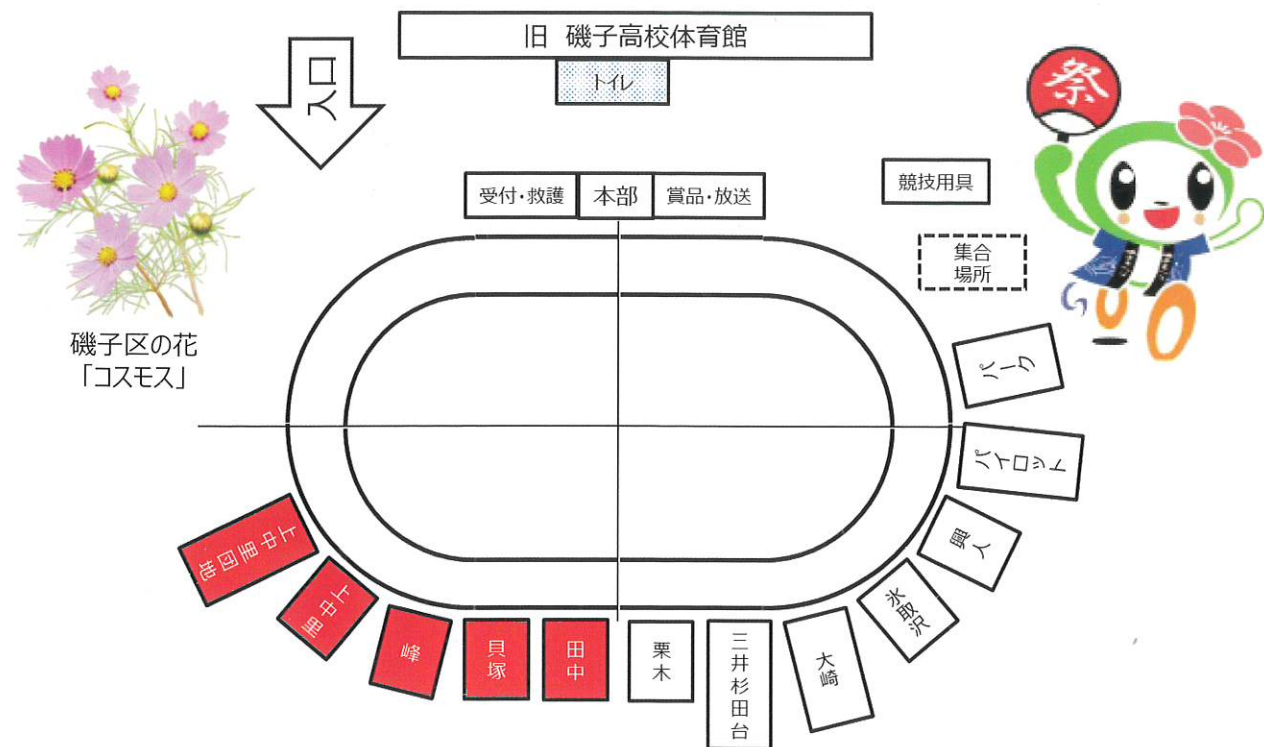 旧 磯子高校体育館
トイレ
入口
祭
受付・救護
本部
賞品・放送
競技用具
集合
場所
磯子区の花
「コスモス」
パーク
パイロット
興人
氷取沢
大崎
三井杉田台
栗木
田中
貝塚
峰
上中里
上中里団地